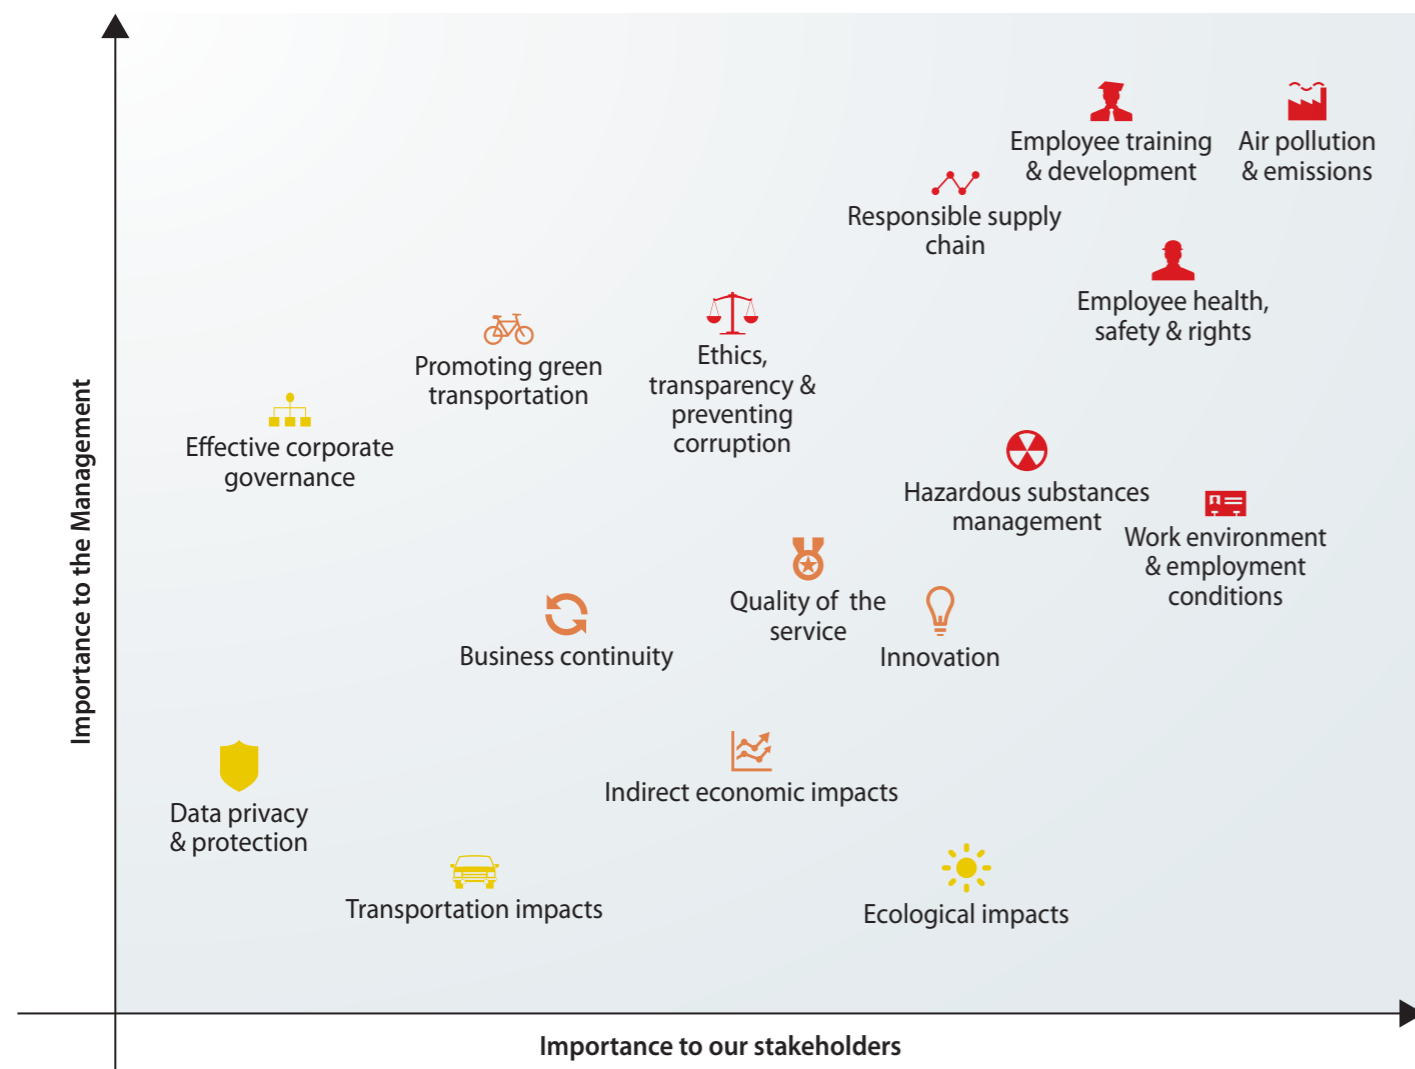 Employee training
& development
Air pollution
& emissions
Responsible supply
chain
Employee health,
safety & rights
Promoting green
transportation
Ethics,
transparency &
preventing
corruption
Effective corporate
governance
Hazardous substances
management
Work environment
& employment
conditions
Quality of the
service
Innovation
Business continuity
Indirect economic impacts
Data privacy
& protection
Transportation impacts
Ecological impacts
Importance to the Management
Importance to our stakeholders